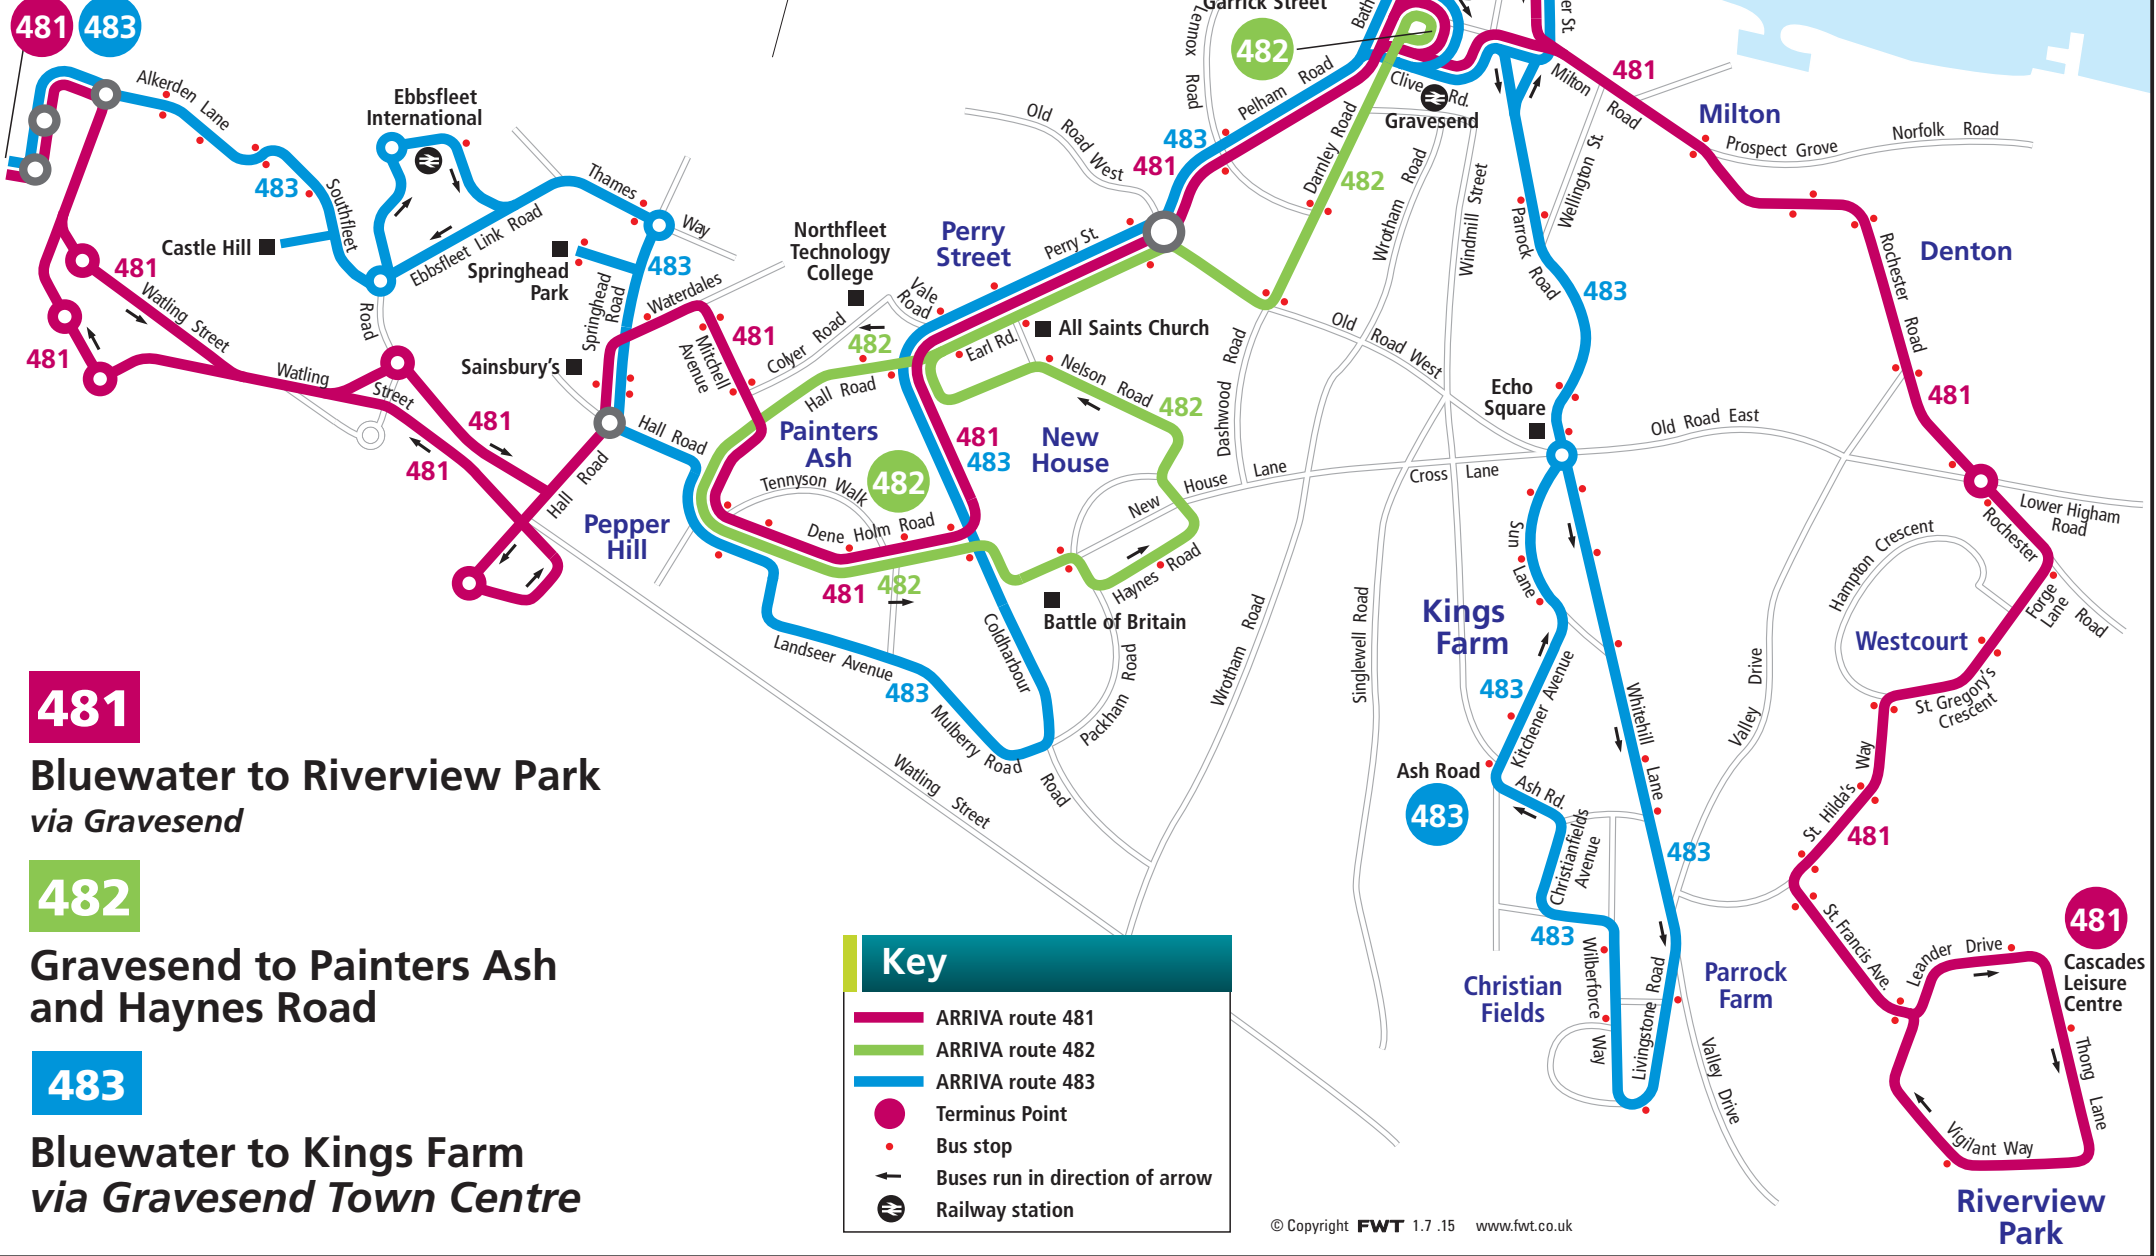 481
483
Alkerden Lane
483
Southfleet
Road
Castle Hill
Ebbsfleet
International
Ebbsfleet Link Road
Thames
Way
Springhead
Park
483
Springhead
Road
Waterdales
481
Mitchell
Avenue
Sainsbury's
481
Watling Street
481
Watling
Street
481
481
Hall Road
Hall Road
Pepper
Hill
Northfleet
Technology
College
Vale
Road
Colyer Road
482
Hall Road
Painters
Ash
482
Tennyson Walk
Dene Holm Road
481
482
Landseer Avenue
483
Mulberry Road
Coldharbour
Road
Watling Street
Perry
Street
Perry St.
Old Road West
483
481
Pelham Road
Lennox Road
Garrick Street
482
Bath
Clive Rd.
Gravesend
Darnley Road
482
Wrotham Road
Windmill Street
er St.
Milton Road
481
Milton
Prospect Grove
Norfolk Road
Wellington St.
Parrock Road
483
Denton
Rochester Road
481
All Saints Church
Earl Rd.
Nelson Road
482
481
483
New
House
New House Lane
Haynes Road
Battle of Britain
Packham Road
Dashwood Road
Old Road West
Echo
Square
Cross Lane
Old Road East
Lower Higham
Road
Rochester
Road
Forge
Lane
Hampton Crescent
Westcourt
St. Gregory's
Crescent
St. Hilda's Way
481
St. Francis Ave.
Leander Drive
481
Cascades
Leisure
Centre
Thong Lane
Vigilant Way
Riverview
Park
Wrotham Road
Singlewell Road
Sun Lane
Kings
Farm
483
Kitchener Avenue
Whitehill Lane
Valley Drive
Ash Road
483
Ash Rd.
Christianfields
Avenue
483
483
Wilberforce Way
Livingstone Road
Christian
Fields
Parrock
Farm
Valley Drive
481
Bluewater to Riverview Park
via Gravesend
482
Gravesend to Painters Ash
and Haynes Road
483
Bluewater to Kings Farm
via Gravesend Town Centre
Key
ARRIVA route 481
ARRIVA route 482
ARRIVA route 483
Terminus Point
Bus stop
Buses run in direction of arrow
Railway station
© Copyright FWT 1.7 .15 www.fwt.co.uk